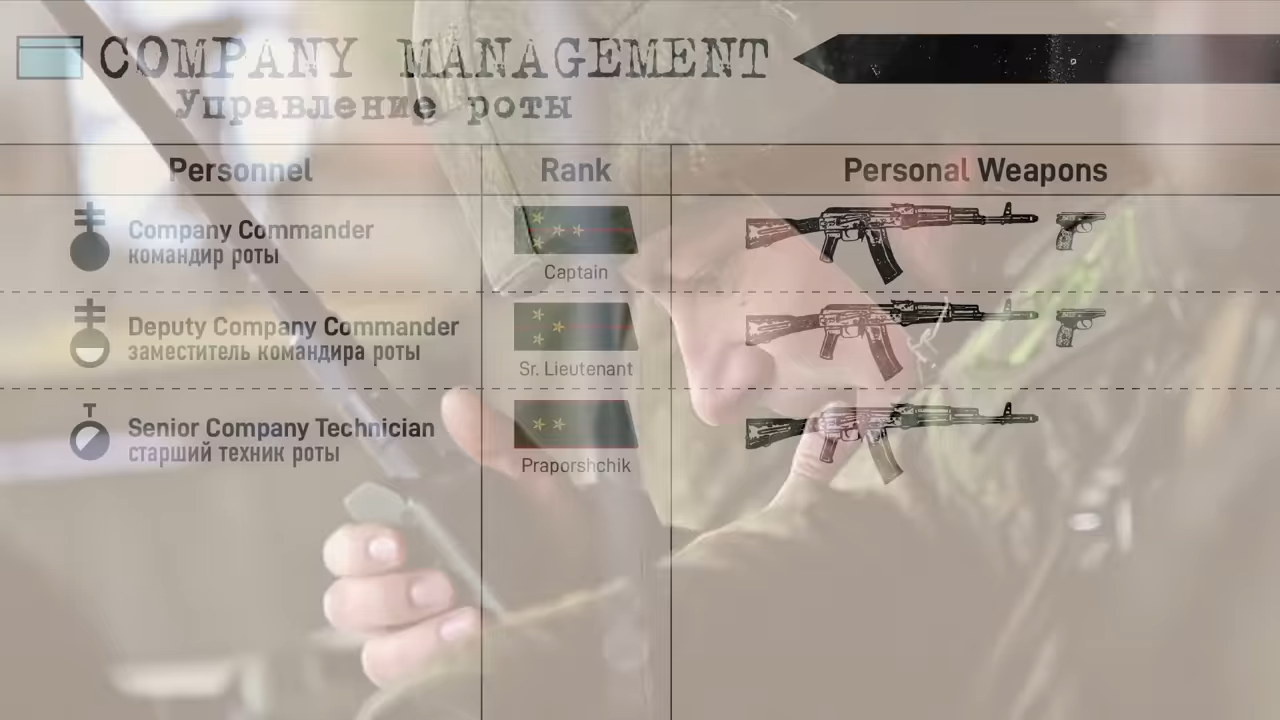 COMPANY MANAGEMENT
Управление роты
Personnel
Rank
Personal Weapons
Company Commander
командир роты
Captain
Deputy Company Commander
заместитель командира роты
Sr. Lieutenant
Senior Company Technician
старший техник роты
Praporshchik